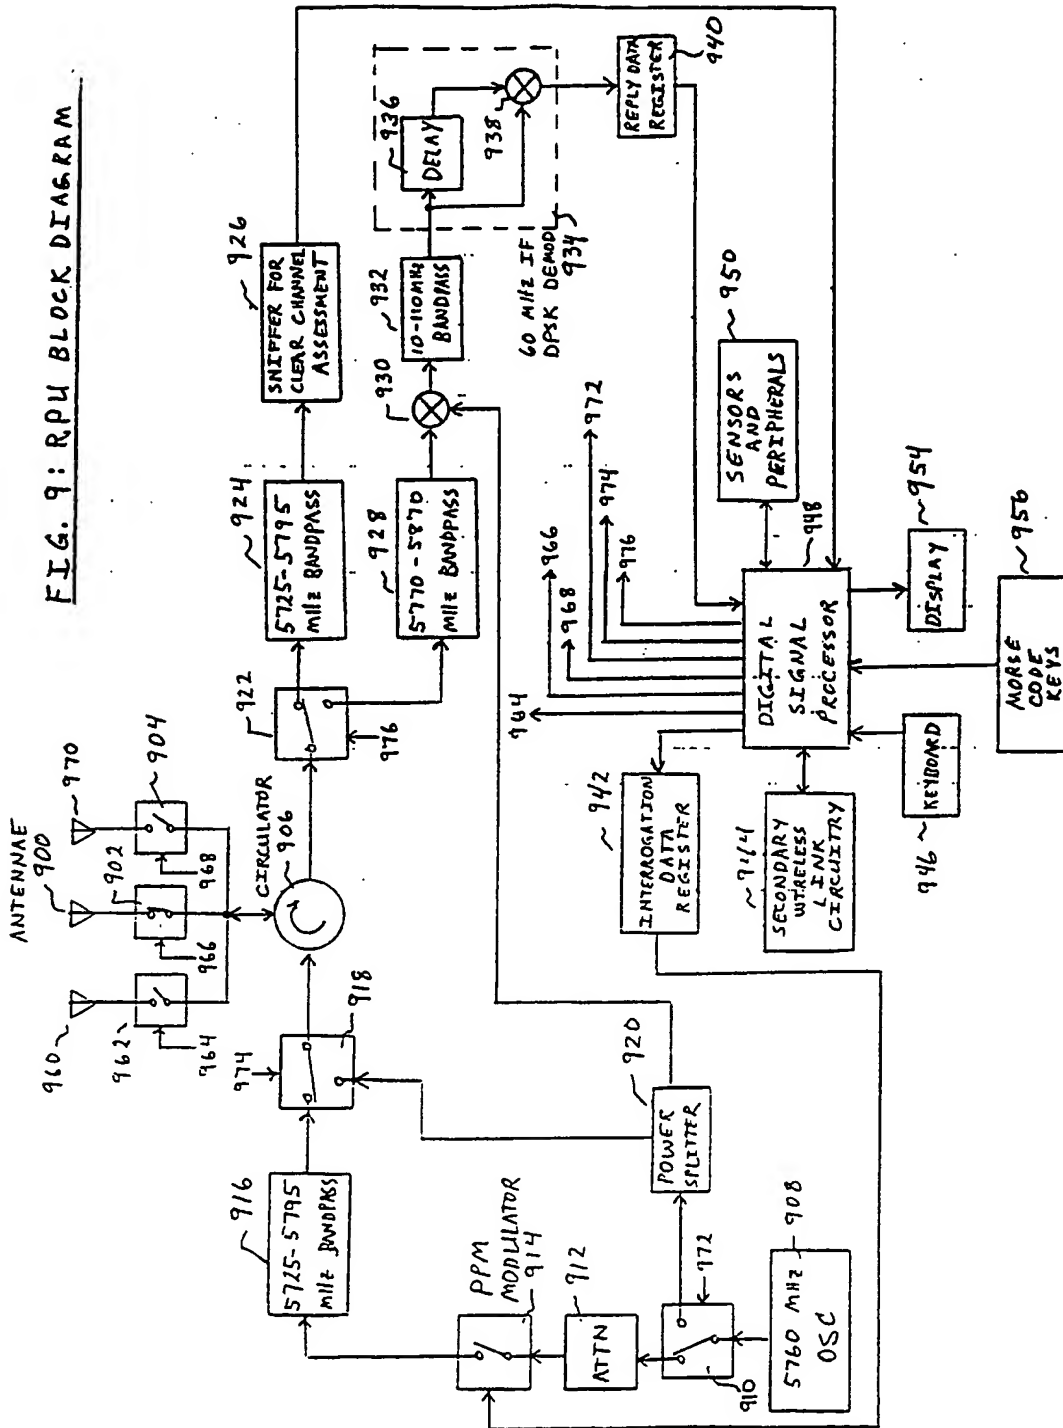 FIG. 9: RPU BLOCK DIAGRAM
ANTENNAE
960
900
970
962
902
904
964
966
968
CIRCULATOR
906
922
976
5725-5795
MHz BANDPASS
924
SNIFFER FOR
CLEAR CHANNEL
ASSESSMENT
926
5770-5870
MHz BANDPASS
928
930
10-110MHz
BANDPASS
932
DELAY
936
938
60 MHz IF
DPSK DEMOD
934
REPLY DATA
REGISTER
940
974
918
5725-5795
MHz BANDPASS
916
PPM
MODULATOR
914
ATTN
912
910
972
5760 MHz
OSC
908
POWER
SPLITTER
920
INTERROGATION
DATA
REGISTER
942
SECONDARY
WIRELESS
LINK
CIRCUITRY
KEYBOARD
946
964
966
968
972
974
976
DIGITAL
SIGNAL
PROCESSOR
948
SENSORS
AND
PERIPHERALS
950
DISPLAY
954
MORSE
CODE
KEYS
956